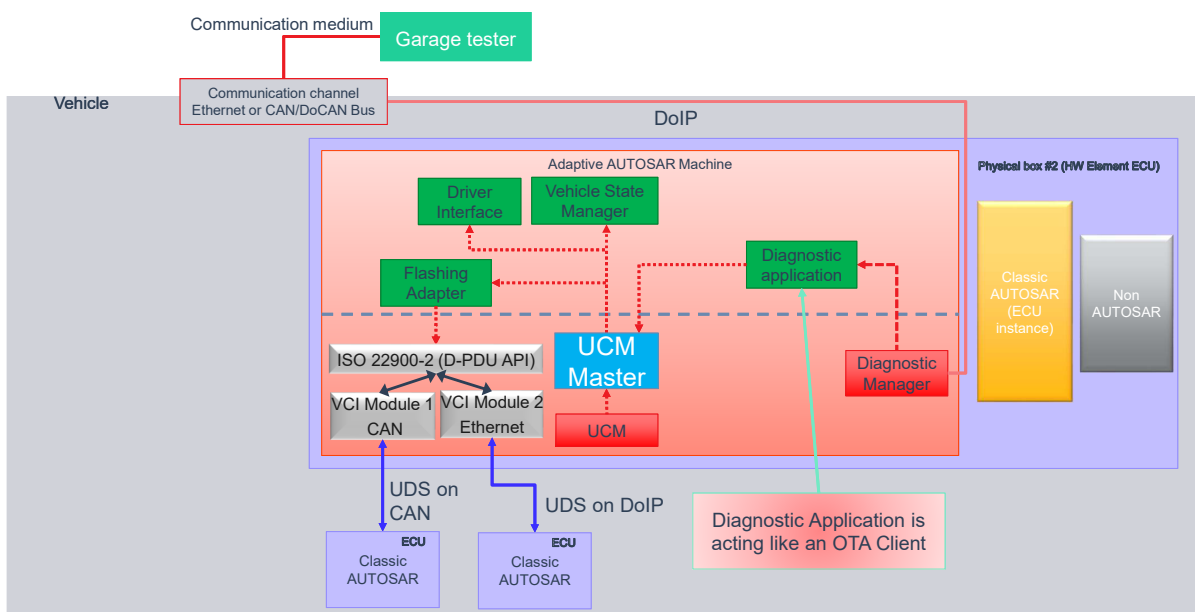 Communication medium
Garage tester
Communication channel
Ethernet or CAN/DoCAN Bus
Vehicle
DoIP
Adaptive AUTOSAR Machine
Physical box #2 (HW Element ECU)
Driver
Interface
Vehicle State
Manager
Diagnostic
application
Flashing
Adapter
Classic
AUTOSAR
(ECU
instance)
Non
AUTOSAR
ISO 22900-2 (D-PDU API)
UCM
Master
Diagnostic
Manager
VCI Module 1
CAN
VCI Module 2
Ethernet
UCM
UDS on
CAN
UDS on DoIP
Diagnostic Application is
acting like an OTA Client
ECU
Classic
AUTOSAR
ECU
Classic
AUTOSAR